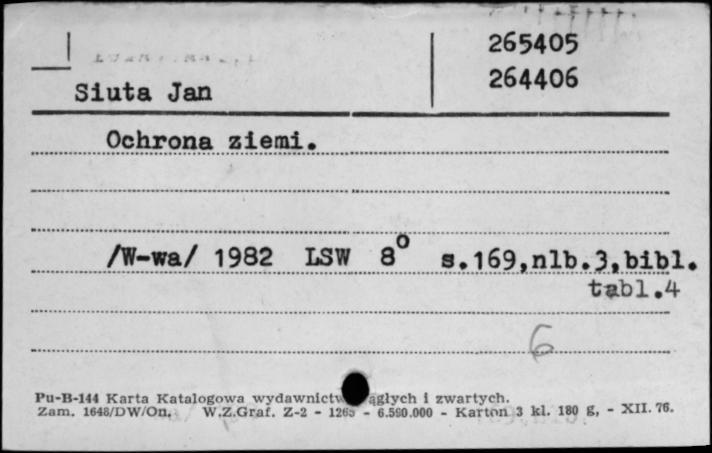 265405
264406
Siuta Jan
Ochrona ziemi.
/W-wa/ 1982 LSW 8° s.169,nlb.3,bibl.
tabl.4
6
Pu-B-144 Karta Katalogowa wydawnictw ągłych i zwartych.
Zam. 1648/DW/On. W.Z.Graf. Z-2 - 1265 - 6.590.000 - Karton 3 kl. 180 g, - XII. 76.